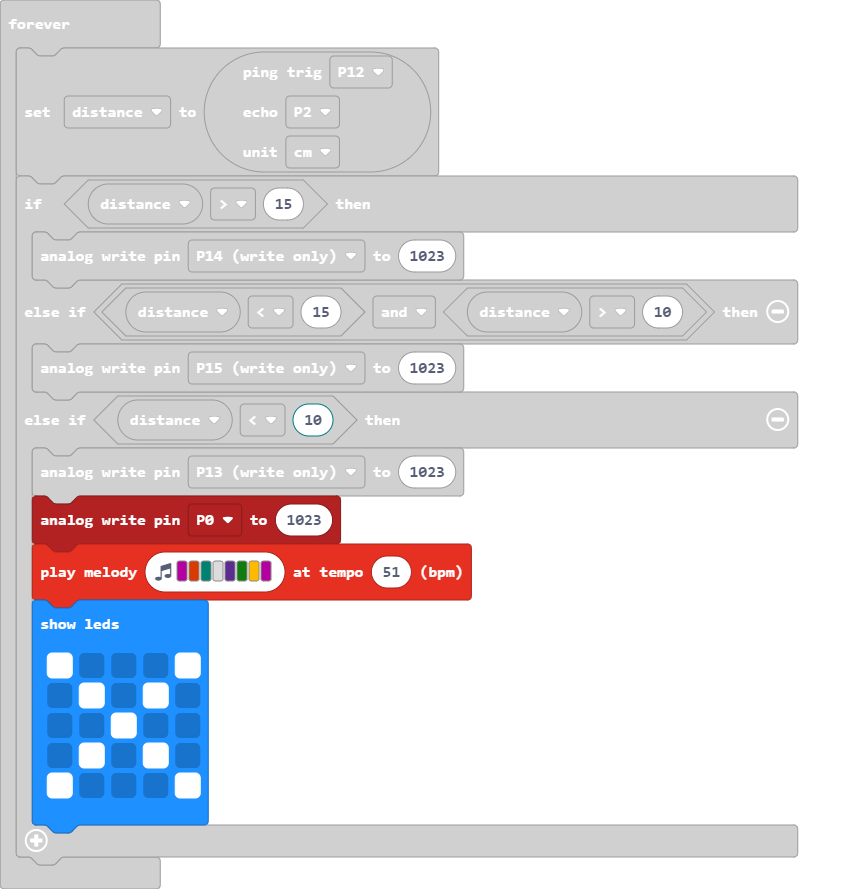 forever
ping trig P12
set distance to echo P2
unit cm
if distance > 15 then
analog write pin P14 (write only) to 1023
else if distance < 15 and distance > 10 then
analog write pin P15 (write only) to 1023
else if distance < 10 then
analog write pin P13 (write only) to 1023
analog write pin P0 to 1023
play melody at tempo 51 (bpm)
show leds